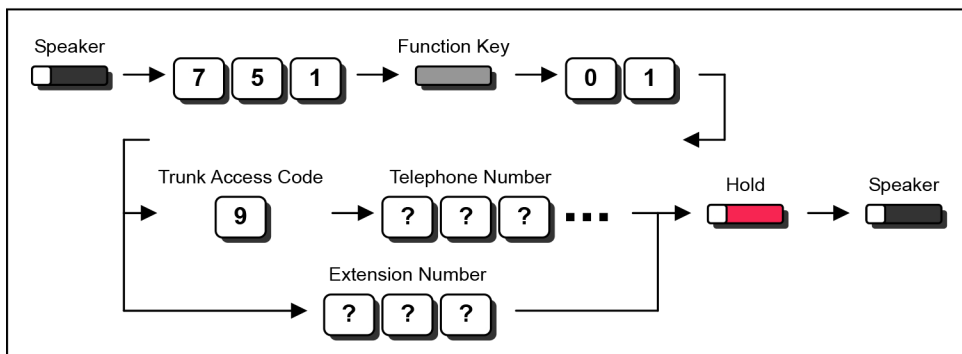 Speaker
Function Key
7 5 1
0 1
Trunk Access Code
Telephone Number
Hold
Speaker
9
? ? ? ...
Extension Number
? ? ?